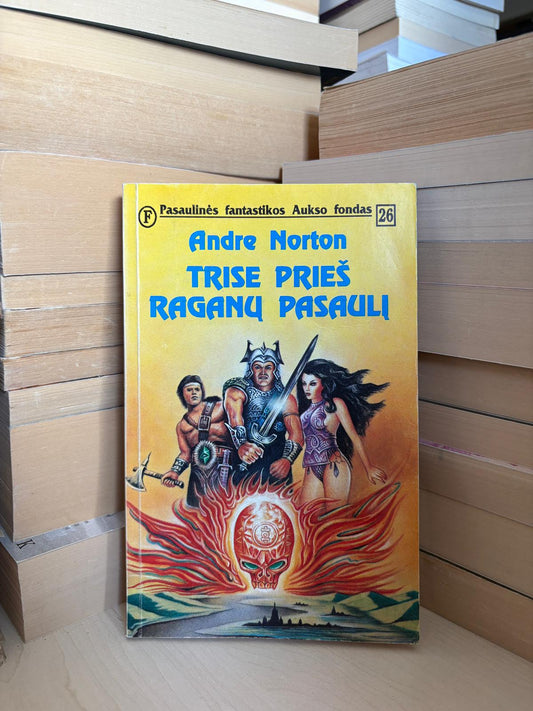 F Pasaulinės fantastikos Aukso fondas 26
Andre Norton
TRISE PRIEŠ
RAGANŲ PASAULĮ